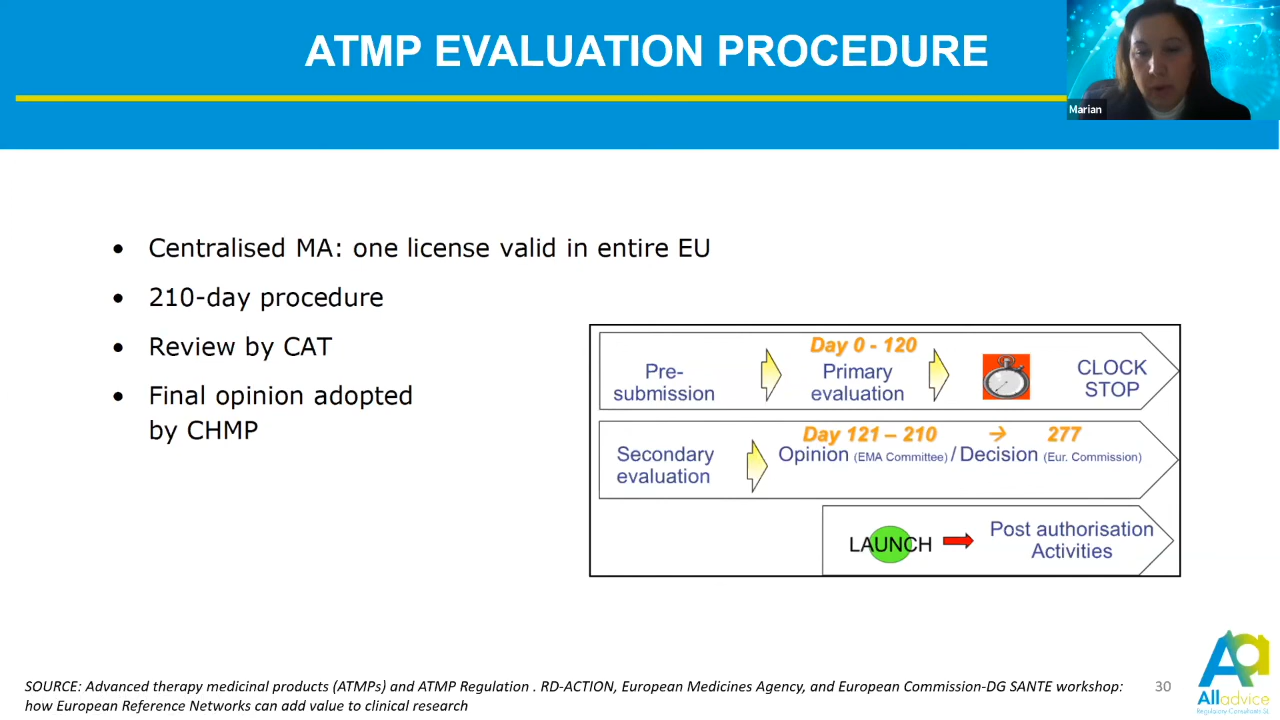 ATMP EVALUATION PROCEDURE
Marian
• Centralised MA: one license valid in entire EU
• 210-day procedure
• Review by CAT
• Final opinion adopted
by CHMP
Day 0 - 120
Pre-
submission
Primary
evaluation
CLOCK
STOP
Day 121 – 210 → 277
Secondary
evaluation
Opinion (EMA Committee) / Decision (Eur. Commission)
LAUNCH
Post authorisation
Activities
SOURCE: Advanced therapy medicinal products (ATMPs) and ATMP Regulation . RD-ACTION, European Medicines Agency, and European Commission-DG SANTE workshop:
how European Reference Networks can add value to clinical research
30
Alladvice
Regulatory Consultants SL